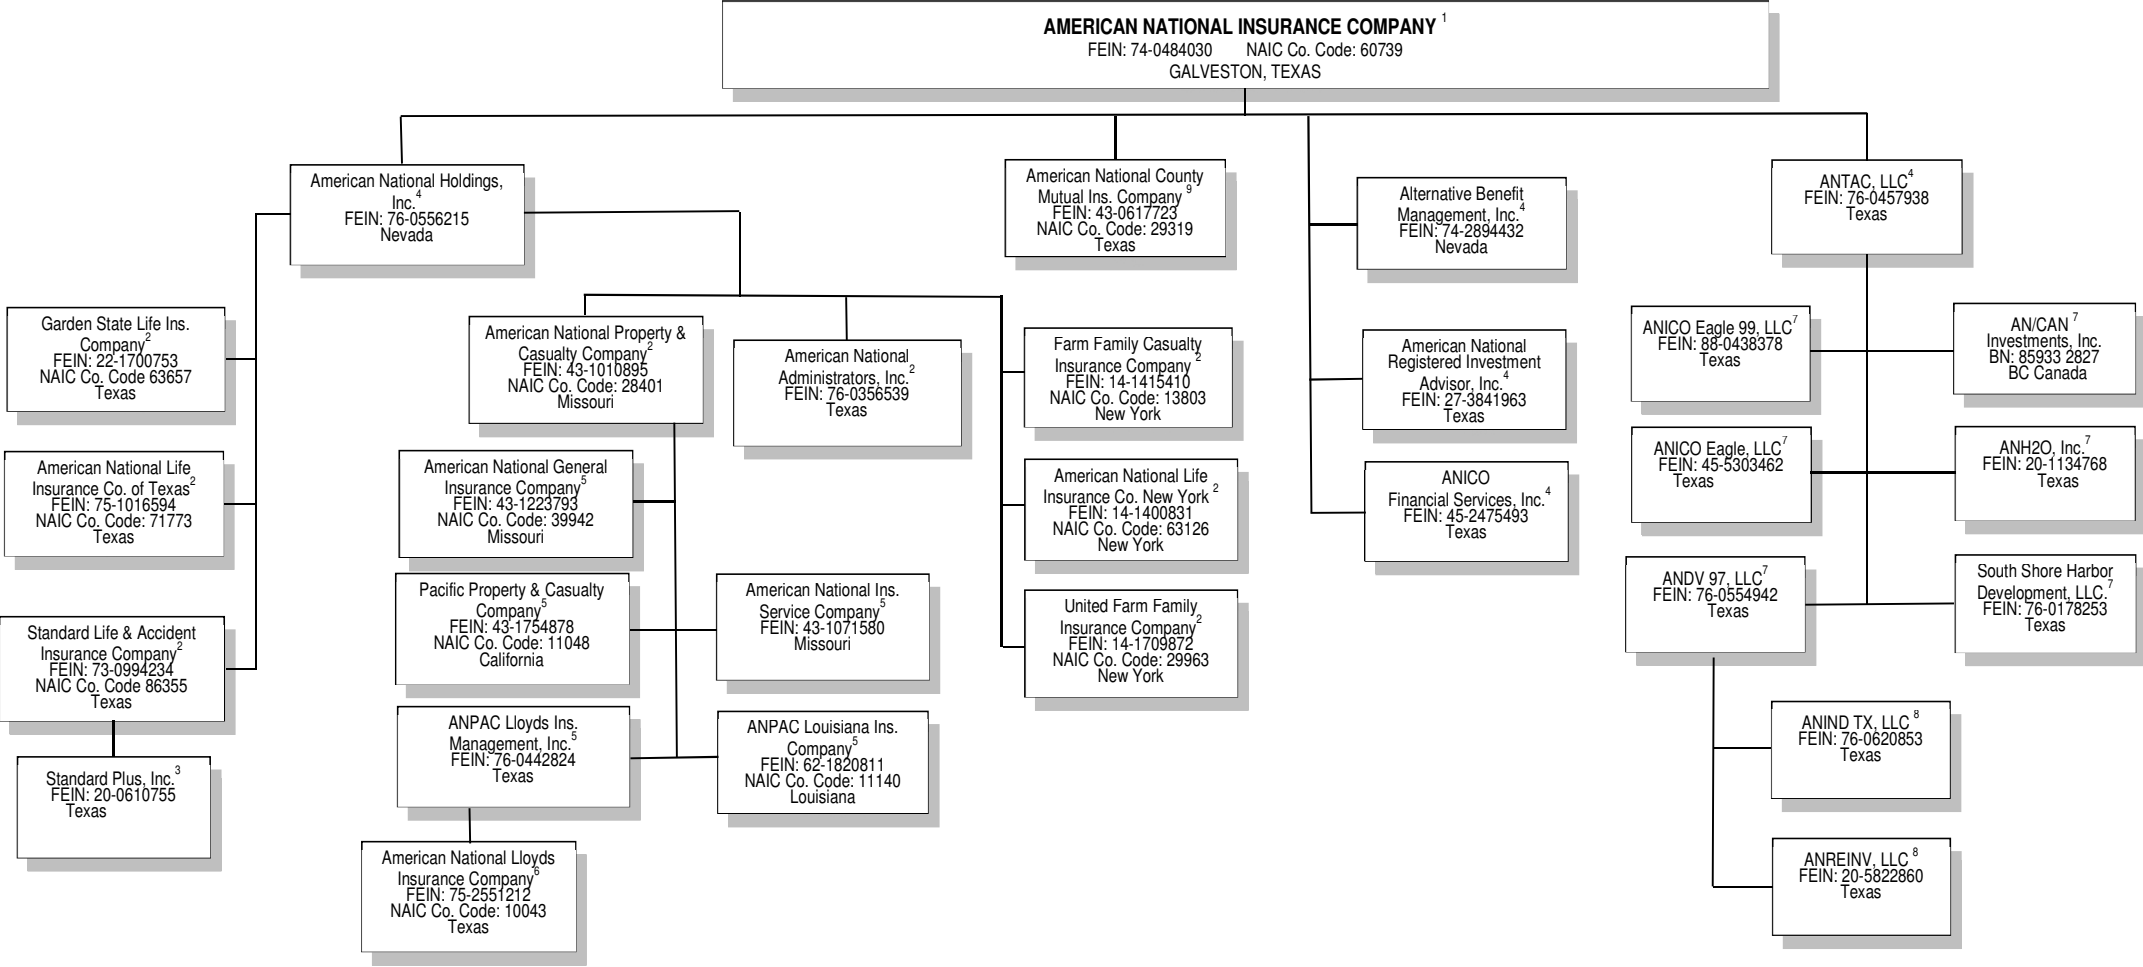 AMERICAN NATIONAL INSURANCE COMPANY 1
FEIN: 74-0484030 NAIC Co. Code: 60739
GALVESTON, TEXAS
American National Holdings,
Inc.4
FEIN: 76-0556215
Nevada
American National County
Mutual Ins. Company 9
FEIN: 43-0617723
NAIC Co. Code: 29319
Texas
Alternative Benefit
Management, Inc.4
FEIN: 74-2894432
Nevada
ANTAC, LLC4
FEIN: 76-0457938
Texas
Garden State Life Ins.
Company2
FEIN: 22-1700753
NAIC Co. Code 63657
Texas
American National Life
Insurance Co. of Texas2
FEIN: 75-1016594
NAIC Co. Code: 71773
Texas
Standard Life & Accident
Insurance Company2
FEIN: 73-0994234
NAIC Co. Code 86355
Texas
Standard Plus, Inc.3
FEIN: 20-0610755
Texas
American National Property &
Casualty Company2
FEIN: 43-1010895
NAIC Co. Code: 28401
Missouri
American National
Administrators, Inc.2
FEIN: 76-0356539
Texas
Farm Family Casualty
Insurance Company2
FEIN: 14-1415410
NAIC Co. Code: 13803
New York
American National General
Insurance Company5
FEIN: 43-1223793
NAIC Co. Code: 39942
Missouri
American National Life
Insurance Co. New York 2
FEIN: 14-1400831
NAIC Co. Code: 63126
New York
Pacific Property & Casualty
Company5
FEIN: 43-1754878
NAIC Co. Code: 11048
California
American National Ins.
Service Company5
FEIN: 43-1071580
Missouri
United Farm Family
Insurance Company2
FEIN: 14-1709872
NAIC Co. Code: 29963
New York
ANPAC Lloyds Ins.
Management, Inc.5
FEIN: 76-0442824
Texas
ANPAC Louisiana Ins.
Company5
FEIN: 62-1820811
NAIC Co. Code: 11140
Louisiana
American National Lloyds
Insurance Company6
FEIN: 75-2551212
NAIC Co. Code: 10043
Texas
American National
Registered Investment
Advisor, Inc.4
FEIN: 27-3841963
Texas
ANICO
Financial Services, Inc.4
FEIN: 45-2475493
Texas
ANICO Eagle 99, LLC7
FEIN: 88-0438378
Texas
AN/CAN 7
Investments, Inc.
BN: 85933 2827
BC Canada
ANICO Eagle, LLC7
FEIN: 45-5303462
Texas
ANH2O, Inc.7
FEIN: 20-1134768
Texas
ANDV 97, LLC7
FEIN: 76-0554942
Texas
South Shore Harbor
Development, LLC.7
FEIN: 76-0178253
Texas
ANIND TX, LLC 8
FEIN: 76-0620853
Texas
ANREINV, LLC 8
FEIN: 20-5822860
Texas